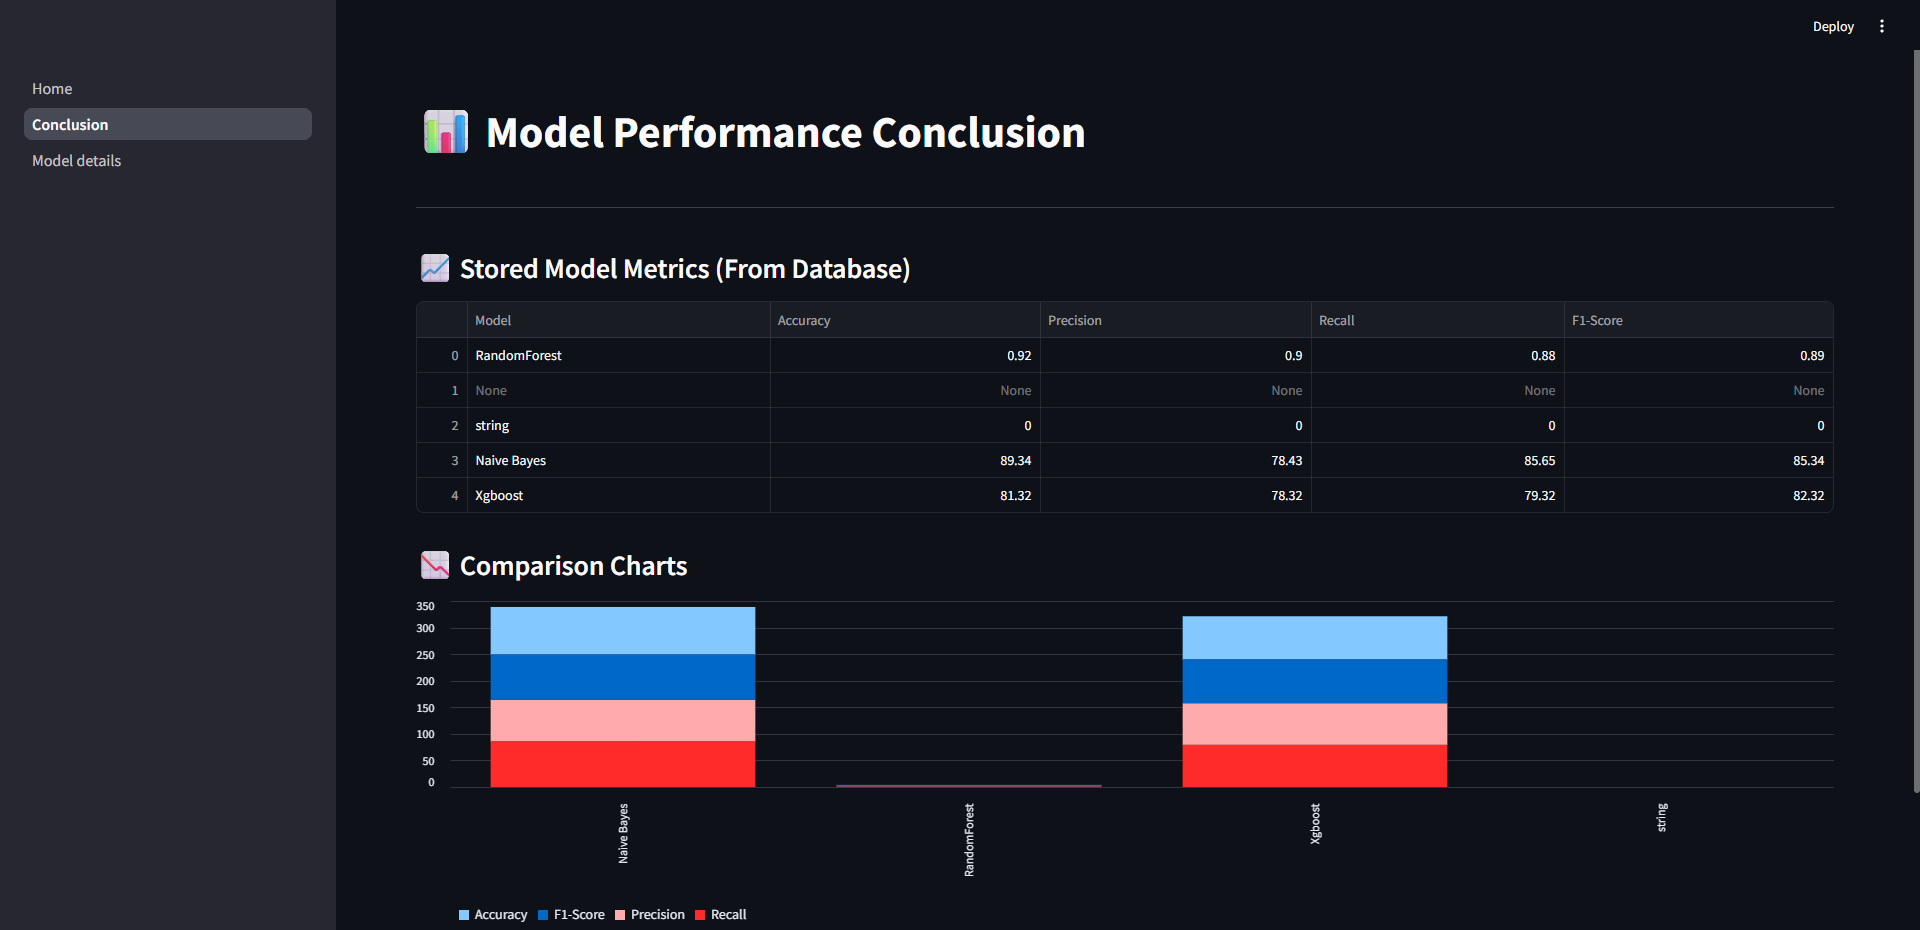 Deploy
Home
Conclusion
Model details
Model Performance Conclusion
Stored Model Metrics (From Database)
Model Accuracy Precision Recall F1-Score
0 RandomForest 0.92 0.9 0.88 0.89
1 None None None None None
2 string 0 0 0 0
3 Naive Bayes 89.34 78.43 85.65 85.34
4 Xgboost 81.32 78.32 79.32 82.32
Comparison Charts
350
300
250
200
150
100
50
0
Naive Bayes
RandomForest
Xgboost
string
Accuracy F1-Score Precision Recall